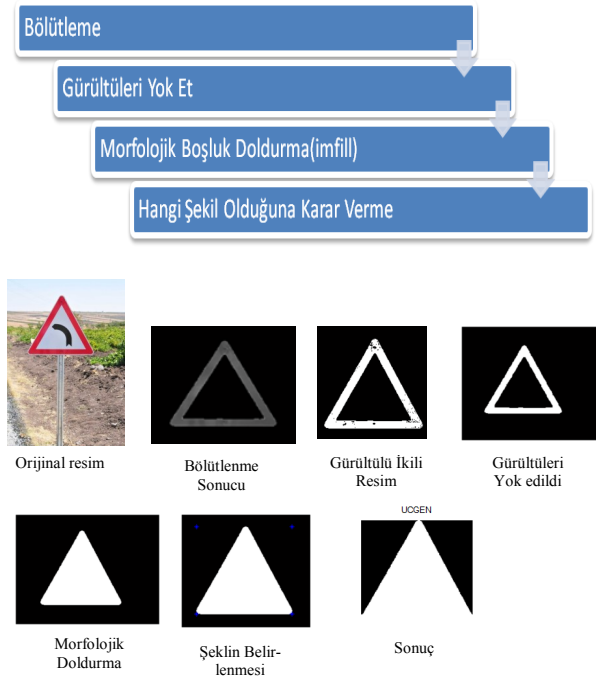 Bölütleme
Gürültüleri Yok Et
Morfolojik Boşluk Doldurma(imfill)
Hangi Şekil Olduğuna Karar Verme
Orijinal resim
Bölütlenme
Sonucu
Gürültülü İkili
Resim
Gürültüleri
Yok edildi
UCGEN
Morfolojik
Doldurma
Şeklin Belir-
lenmesi
Sonuç